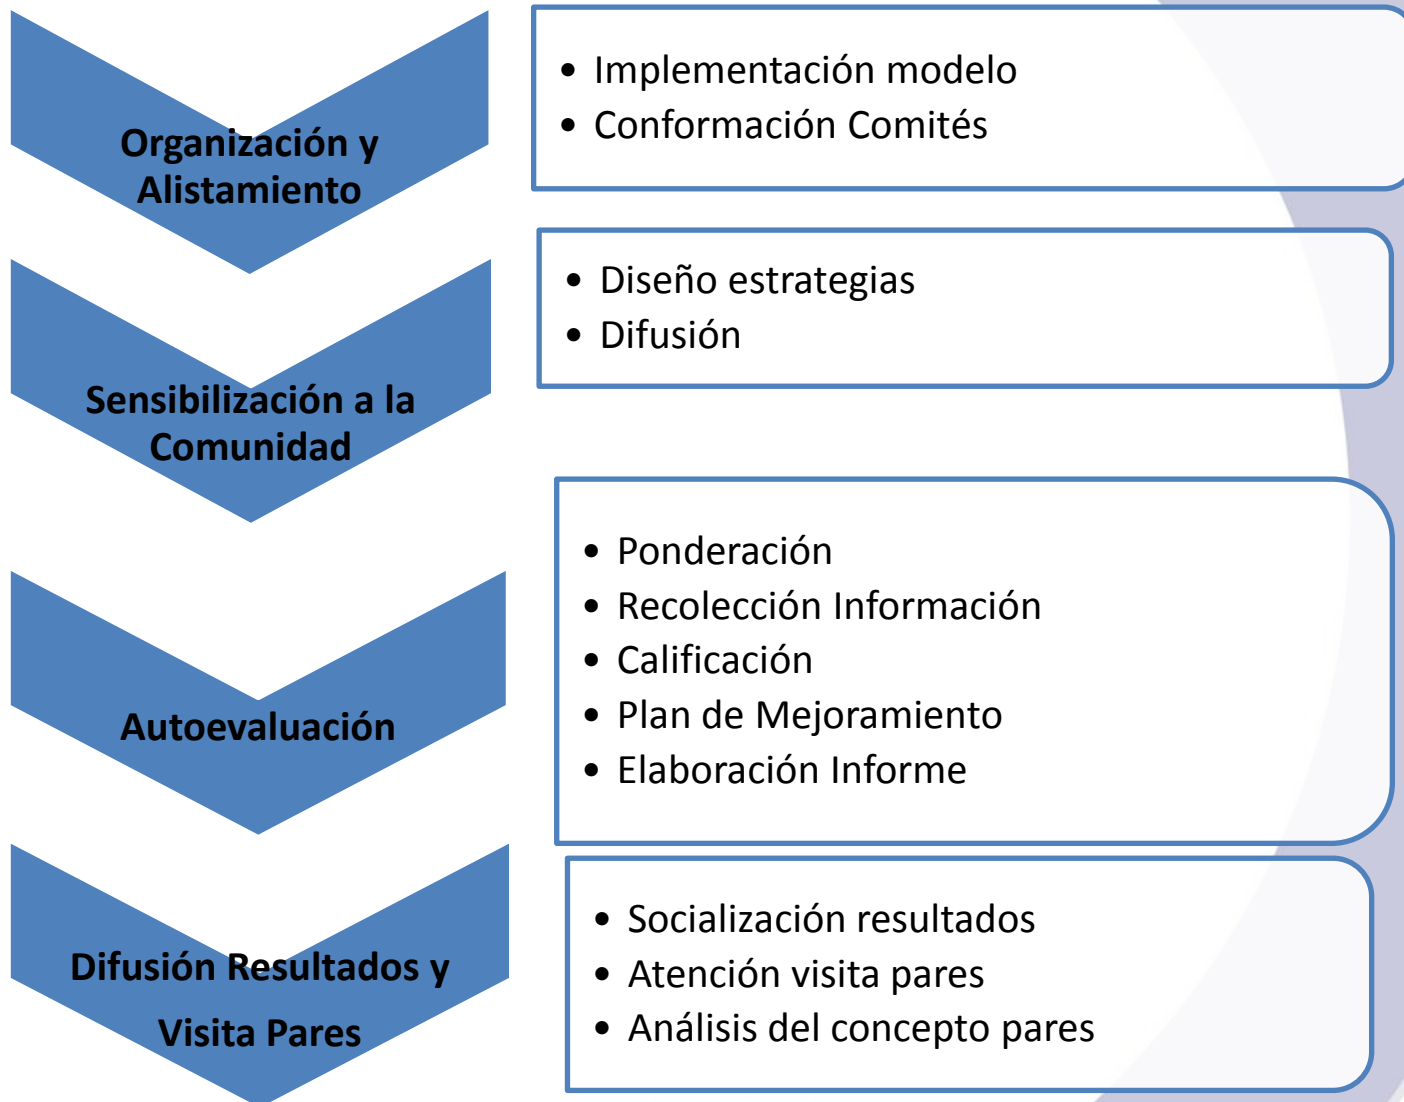 Organización y
Alistamiento
• Implementación modelo
• Conformación Comités
Sensibilización a la
Comunidad
• Diseño estrategias
• Difusión
Autoevaluación
• Ponderación
• Recolección Información
• Calificación
• Plan de Mejoramiento
• Elaboración Informe
Difusión Resultados y
Visita Pares
• Socialización resultados
• Atención visita pares
• Análisis del concepto pares